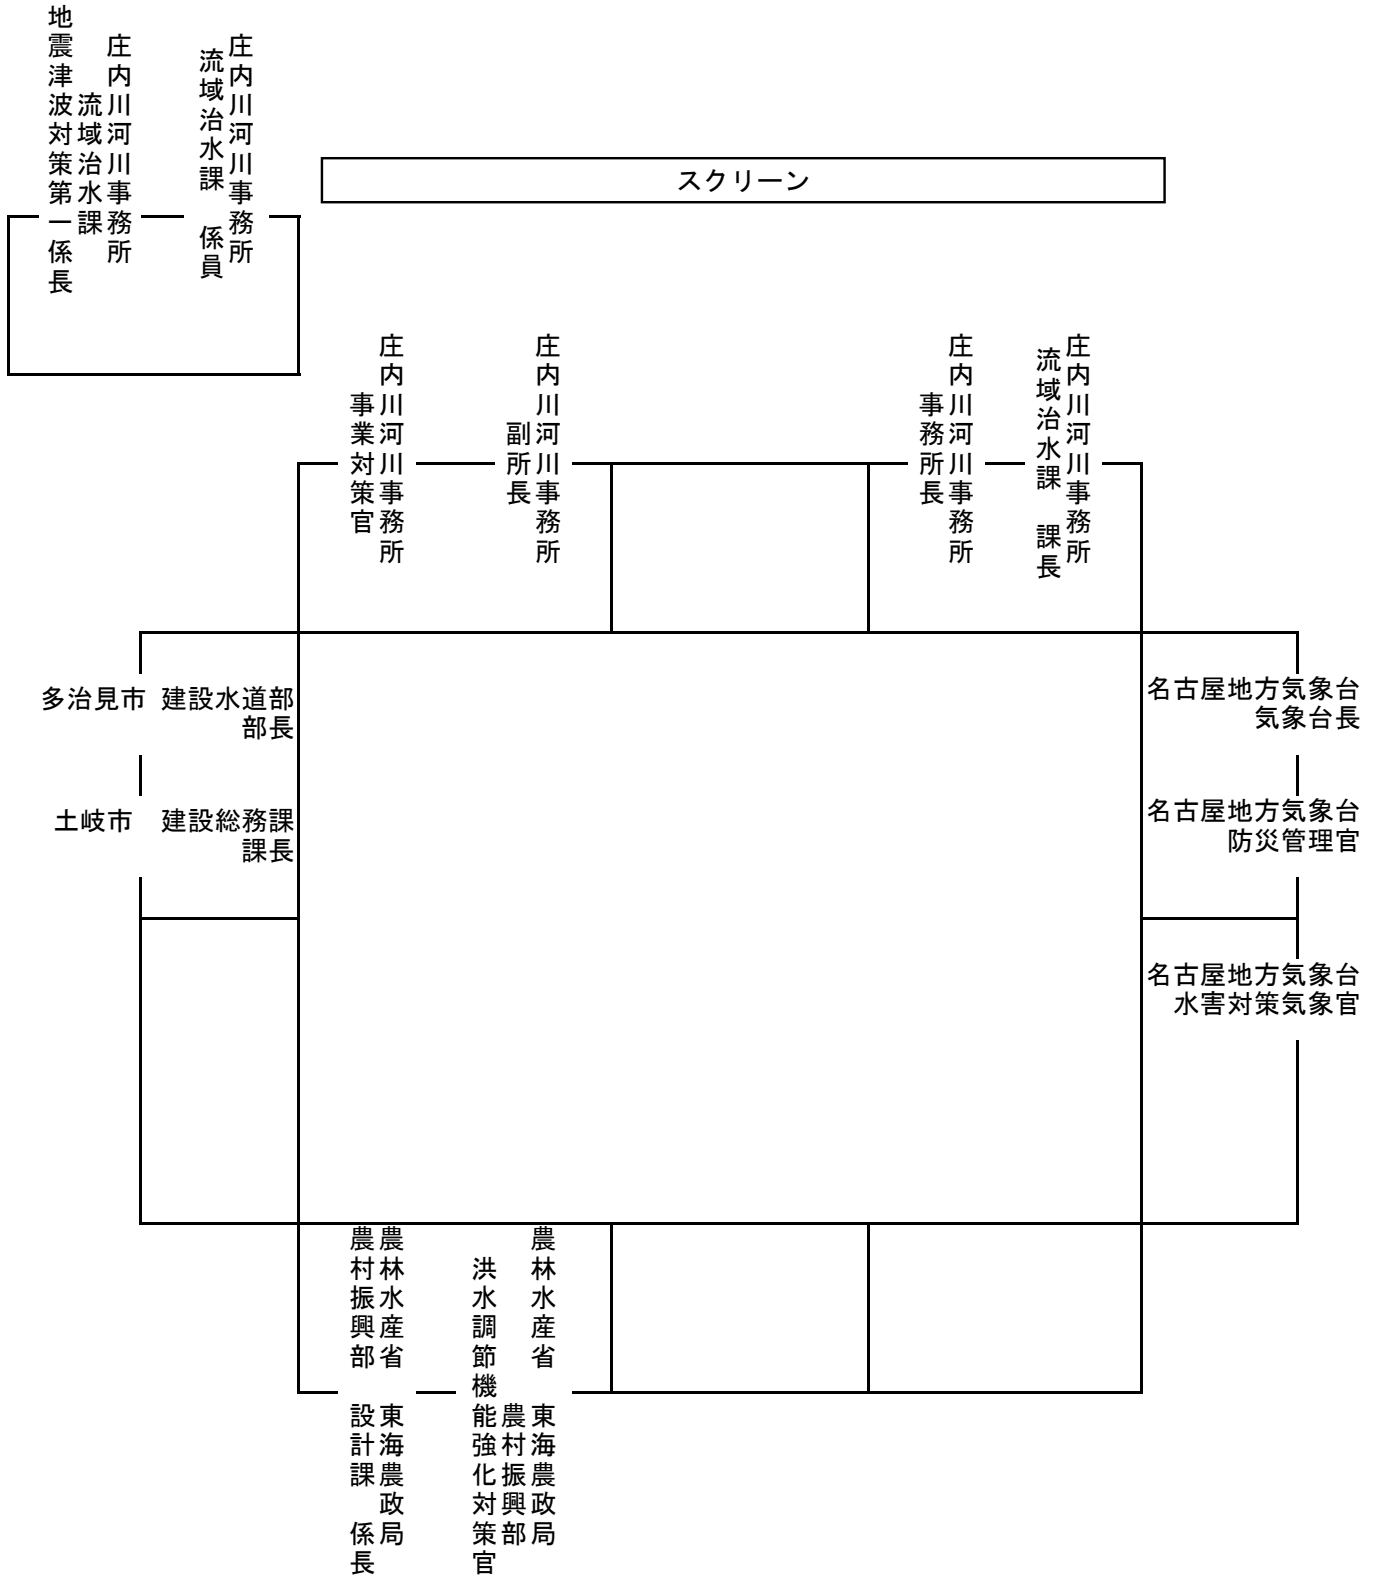 庄内川河川事務所
流域治水課　係員
庄内川河川事務所
流域治水課
地震津波対策第一係長
スクリーン
庄内川河川事務所
流域治水課　課長
庄内川河川事務所
事務所長
庄内川河川事務所
副所長
庄内川河川事務所
事業対策官
多治見市　建設水道部
部長
土岐市　建設総務課
課長
名古屋地方気象台
気象台長
名古屋地方気象台
防災管理官
名古屋地方気象台
水害対策気象官
農林水産省　東海農政局
農村振興部
洪水調節機能強化対策官
農林水産省　東海農政局
農村振興部　設計課　係長